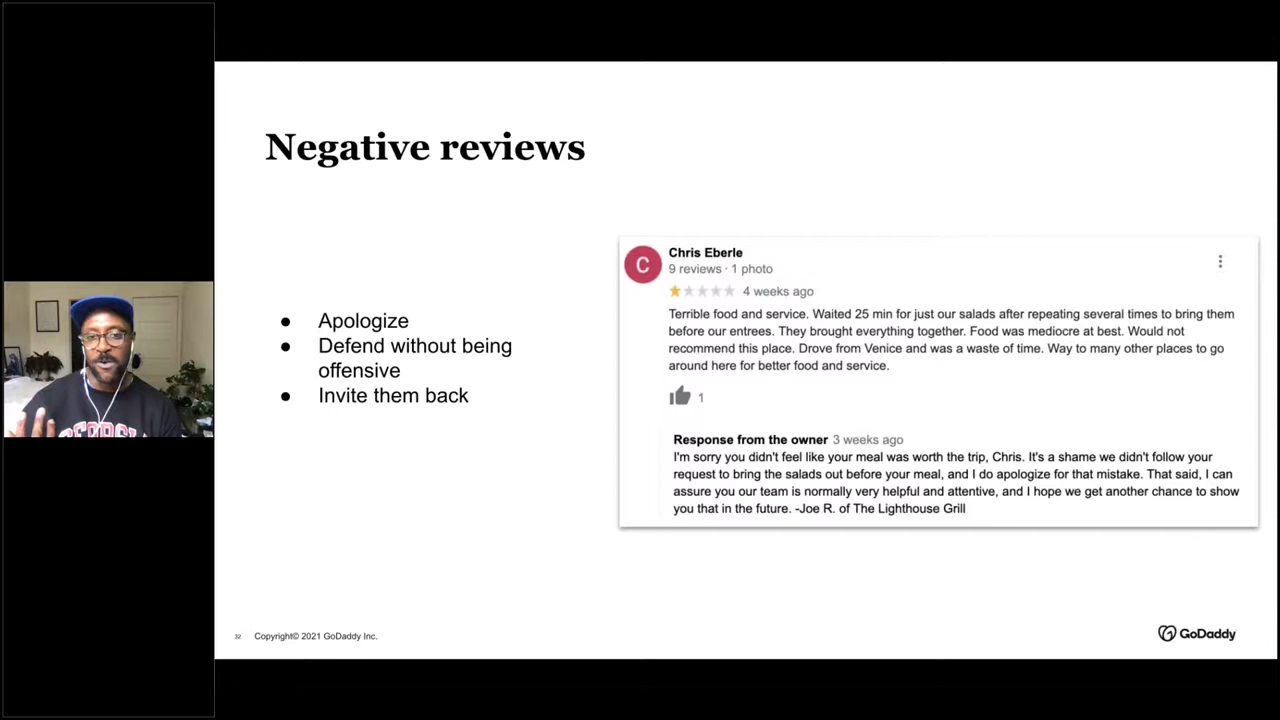 Negative reviews
● Apologize
● Defend without being
offensive
● Invite them back
C
Chris Eberle
9 reviews · 1 photo
4 weeks ago
Terrible food and service. Waited 25 min for just our salads after repeating several times to bring them
before our entrees. They brought everything together. Food was mediocre at best. Would not
recommend this place. Drove from Venice and was a waste of time. Way to many other places to go
around here for better food and service.
1
Response from the owner 3 weeks ago
I'm sorry you didn't feel like your meal was worth the trip, Chris. It's a shame we didn't follow your
request to bring the salads out before your meal, and I do apologize for that mistake. That said, I can
assure you our team is normally very helpful and attentive, and I hope we get another chance to show
you that in the future. -Joe R. of The Lighthouse Grill
32 Copyright© 2021 GoDaddy Inc.
GoDaddy